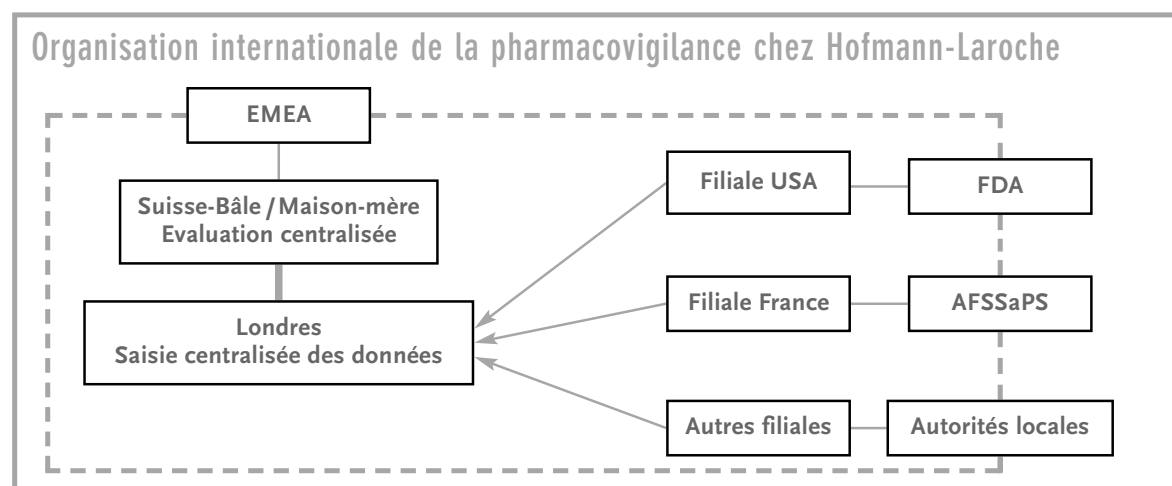 Organisation internationale de la pharmacovigilance chez Hofmann-Laroche
EMEA
Suisse-Bâle / Maison-mère
Evaluation centralisée
Londres
Saisie centralisée des données
Filiale USA
FDA
Filiale France
AFSSaPS
Autres filiales
Autorités locales